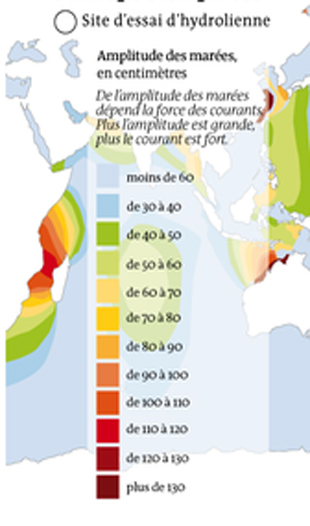 Site d'essai d'hydrolienne
Amplitude des marées,
en centimètres
De l'amplitude des marées
dépend la force des courants.
Plus l'amplitude est grande,
plus le courant est fort.
moins de 60
de 30 à 40
de 40 à 50
de 50 à 60
de 60 à 70
de 70 à 80
de 80 à 90
de 90 à 100
de 100 à 110
de 110 à 120
de 120 à 130
plus de 130